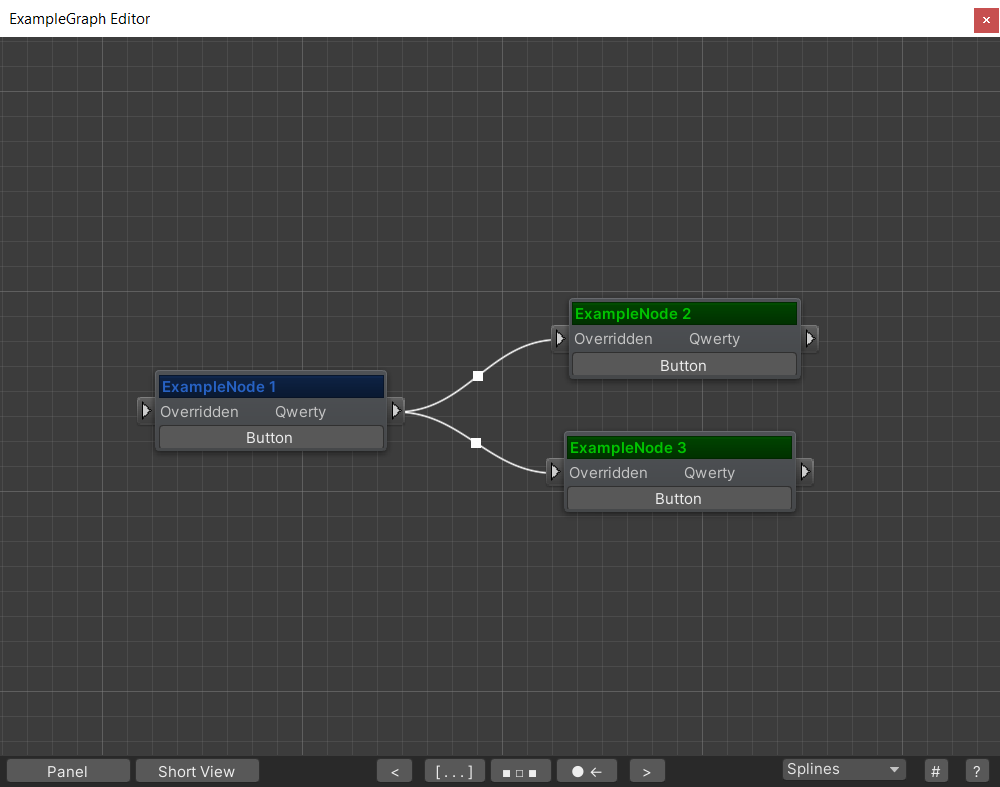 ExampleGraph Editor
×
ExampleNode 2
Overridden Qwerty
Button
ExampleNode 1
Overridden Qwerty
Button
ExampleNode 3
Overridden Qwerty
Button
Panel Short View < [...] ■□■ ●← > Splines # ?